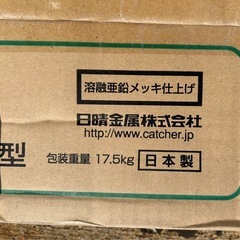 溶融亜鉛メッキ仕上げ
日晴金属株式会社
http://www.catcher.jp/
型
包装重量 17.5kg 日本製